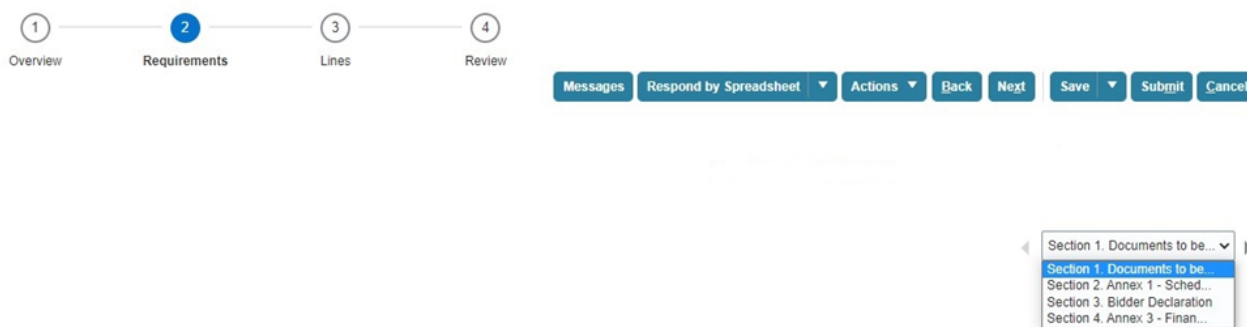 1 2 3 4
Overview Requirements Lines Review
Messages Respond by Spreadsheet Actions Back Next Save Submit Cancel
Section 1. Documents to be...
Section 1. Documents to be...
Section 2. Annex 1 - Sched...
Section 3. Bidder Declaration
Section 4. Annex 3 - Finan...